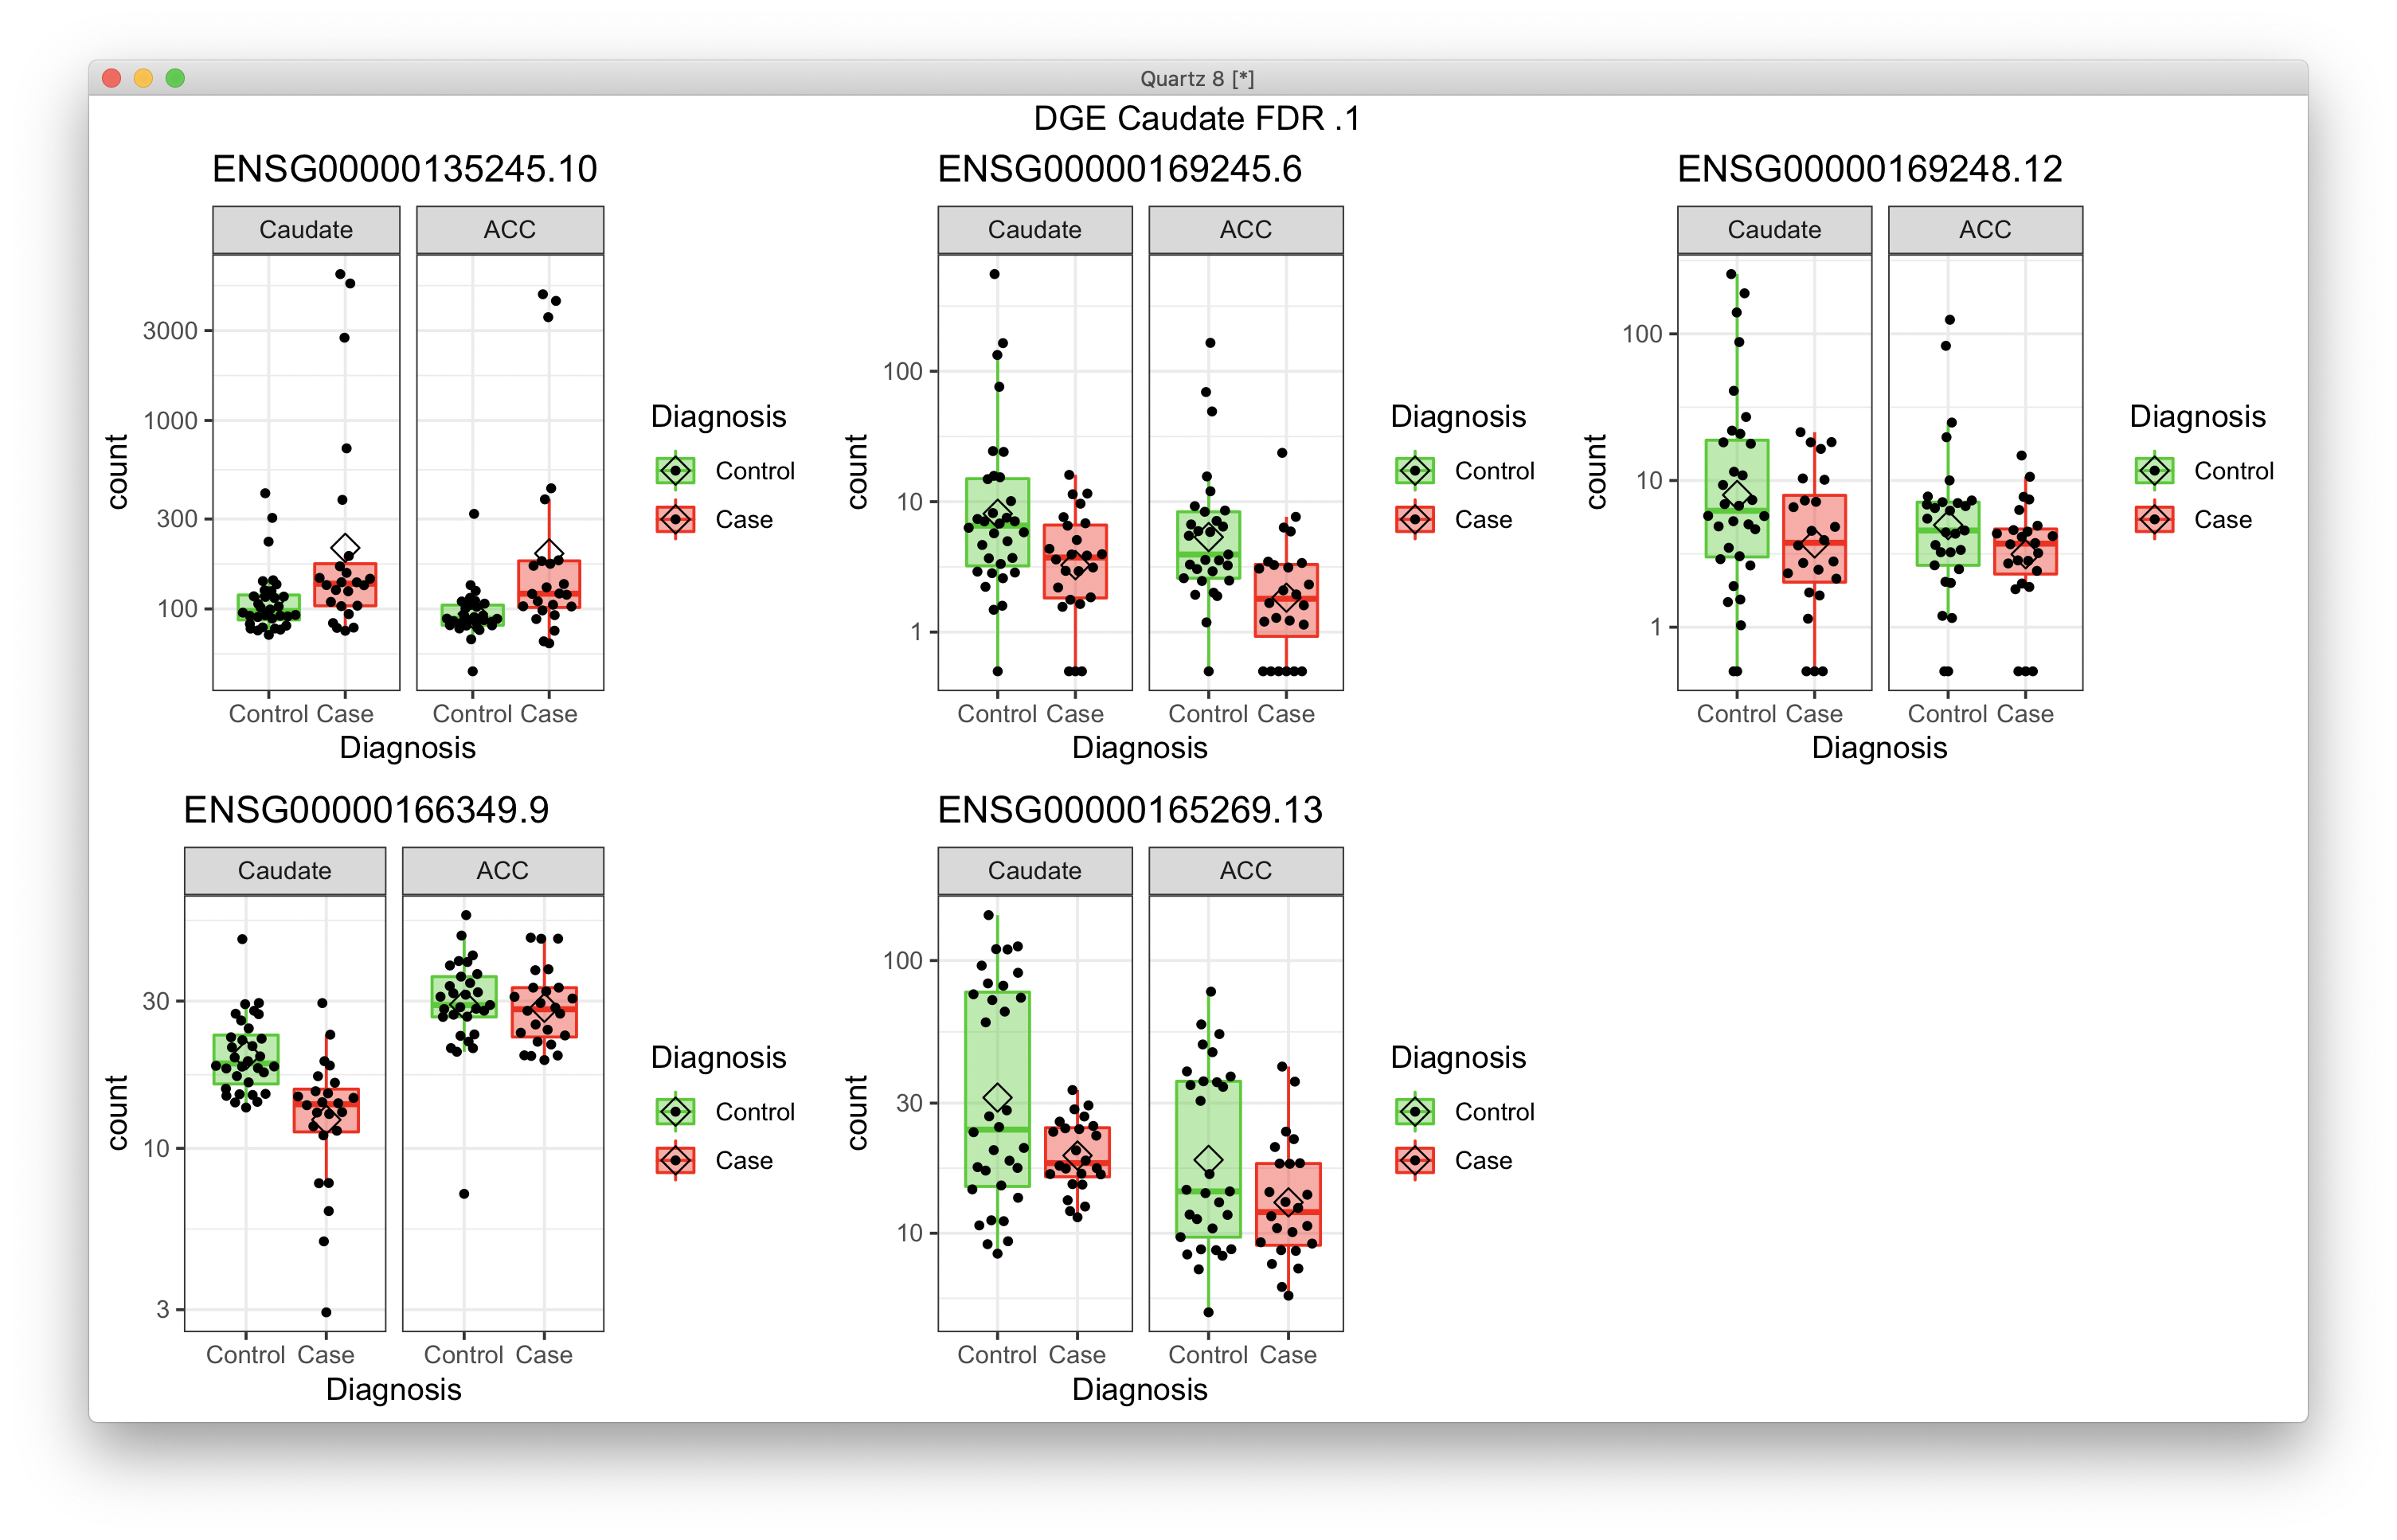 Quartz 8 [*]
DGE Caudate FDR .1
ENSG00000135245.10
Caudate
ACC
count
3000
1000
300
100
Control Case
Control Case
Diagnosis
Diagnosis
Control
Case
ENSG00000169245.6
Caudate
ACC
count
100
10
1
Control Case
Control Case
Diagnosis
Diagnosis
Control
Case
ENSG00000169248.12
Caudate
ACC
count
100
10
1
Control Case
Control Case
Diagnosis
Diagnosis
Control
Case
ENSG00000166349.9
Caudate
ACC
count
30
10
3
Control Case
Control Case
Diagnosis
Diagnosis
Control
Case
ENSG00000165269.13
Caudate
ACC
count
100
30
10
Control Case
Control Case
Diagnosis
Diagnosis
Control
Case